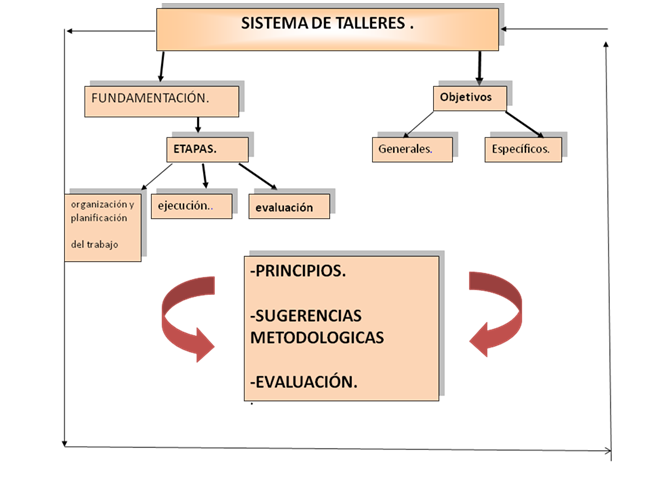 SISTEMA DE TALLERES .
FUNDAMENTACIÓN.
Objetivos
ETAPAS.
Generales.
Específicos.
organización y
planificación
del trabajo
ejecución..
evaluación
-PRINCIPIOS.
-SUGERENCIAS
METODOLOGICAS
-EVALUACIÓN.
.